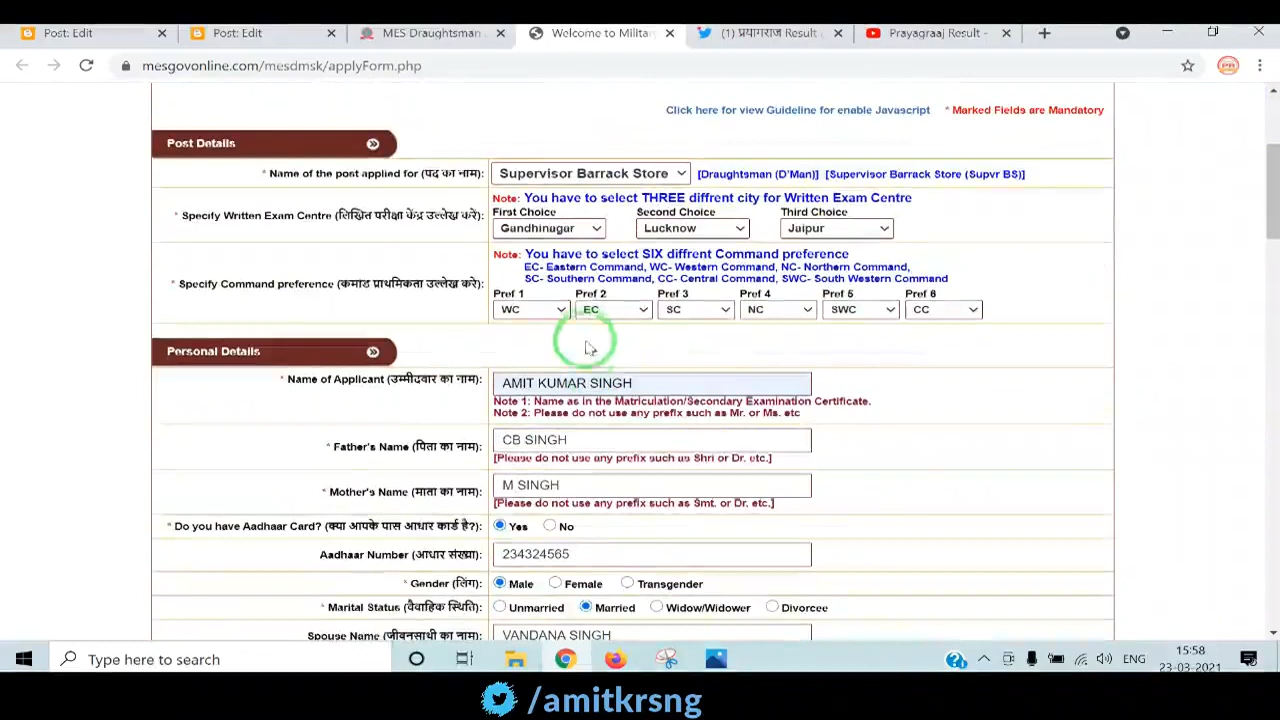 Post: Edit
Post: Edit
MES Draughtsman
Welcome to Militar
(1) प्रयागराज Result
Prayagraaj Result -
mesgovonline.com/mesdmsk/applyForm.php
Click here for view Guideline for enable Javascript * Marked Fields are Mandatory
Post Details
* Name of the post applied for (पद का नाम): Supervisor Barrack Store [Draughtsman (D'Man)] [Supervisor Barrack Store (Supvr BS)]
Note: You have to select THREE diffrent city for Written Exam Centre
* Specify Written Exam Centre (लिखित परीक्षा केंद्र उल्लेख करे):
First Choice Second Choice Third Choice
Gandhinagar Lucknow Jaipur
Note: You have to select SIX diffrent Command preference
EC- Eastern Command, WC- Western Command, NC- Northern Command,
SC- Southern Command, CC- Central Command, SWC- South Western Command
* Specify Command preference (कमांड प्राथमिकता उल्लेख करे):
Pref 1 Pref 2 Pref 3 Pref 4 Pref 5 Pref 6
WC EC SC NC SWC CC
Personal Details
* Name of Applicant (उम्मीदवार का नाम): AMIT KUMAR SINGH
Note 1: Name as in the Matriculation/Secondary Examination Certificate.
Note 2: Please do not use any prefix such as Mr. or Ms. etc
* Father's Name (पिता का नाम): CB SINGH
[Please do not use any prefix such as Shri or Dr. etc.]
* Mother's Name (माता का नाम): M SINGH
[Please do not use any prefix such as Smt. or Dr. etc.]
* Do you have Aadhaar Card? (क्या आपके पास आधार कार्ड है?): Yes No
Aadhaar Number (आधार संख्या): 234324565
* Gender (लिंग): Male Female Transgender
* Marital Status (वैवाहिक स्थिति): Unmarried Married Widow/Widower Divorcee
Spouse Name (जीवनसाथी का नाम): VANDANA SINGH
Type here to search
ENG
15:58
23-03-2021
/amitkrsng